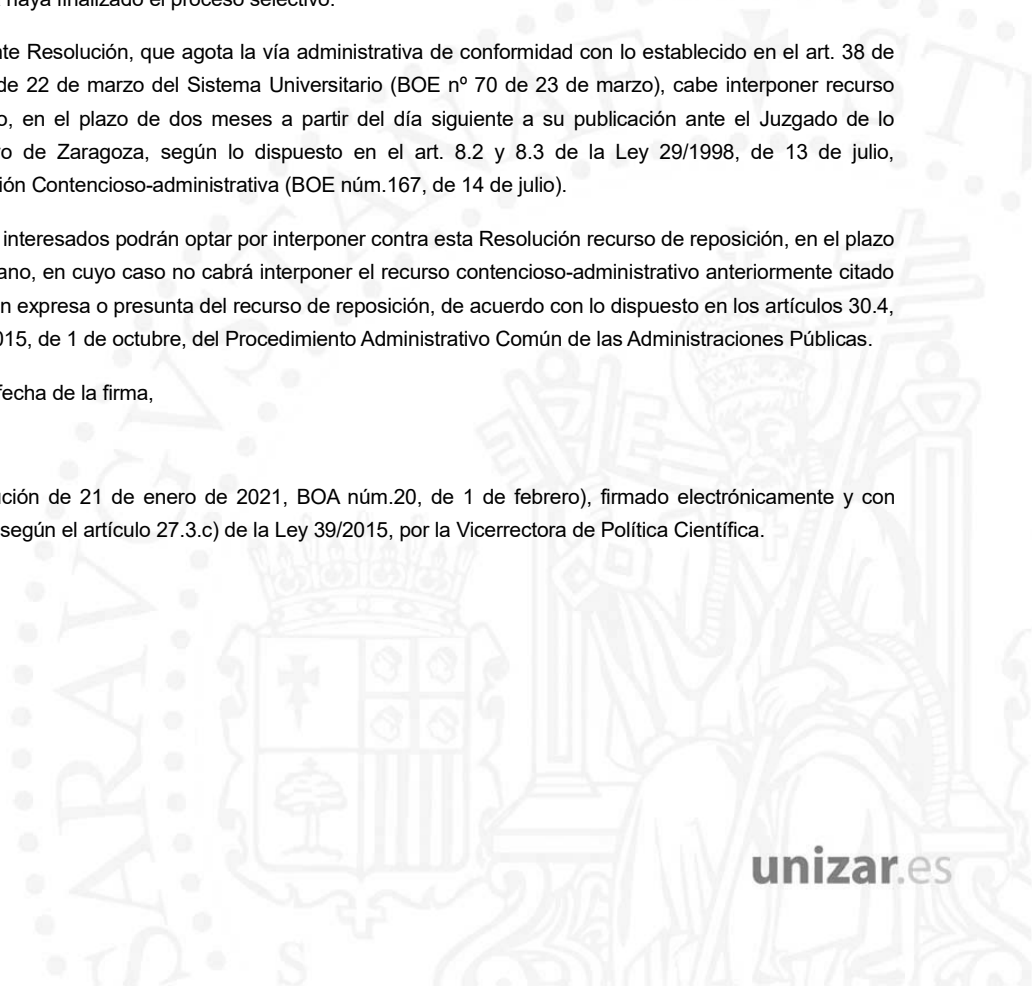 haya finalizado el proceso selectivo.
Resolución, que agota la vía administrativa de conformidad con lo establecido en el art. 38 de
de 22 de marzo del Sistema Universitario (BOE nº 70 de 23 de marzo), cabe interponer recurso
en el plazo de dos meses a partir del día siguiente a su publicación ante el Juzgado de lo
de Zaragoza, según lo dispuesto en el art. 8.2 y 8.3 de la Ley 29/1998, de 13 de julio,
Contencioso-administrativa (BOE núm.167, de 14 de julio).
interesados podrán optar por interponer contra esta Resolución recurso de reposición, en el plazo
ano, en cuyo caso no cabrá interponer el recurso contencioso-administrativo anteriormente citado
n expresa o presunta del recurso de reposición, de acuerdo con lo dispuesto en los artículos 30.4,
015, de 1 de octubre, del Procedimiento Administrativo Común de las Administraciones Públicas.
fecha de la firma,
ución de 21 de enero de 2021, BOA núm.20, de 1 de febrero), firmado electrónicamente y con
según el artículo 27.3.c) de la Ley 39/2015, por la Vicerrectora de Política Científica.
unizar.es